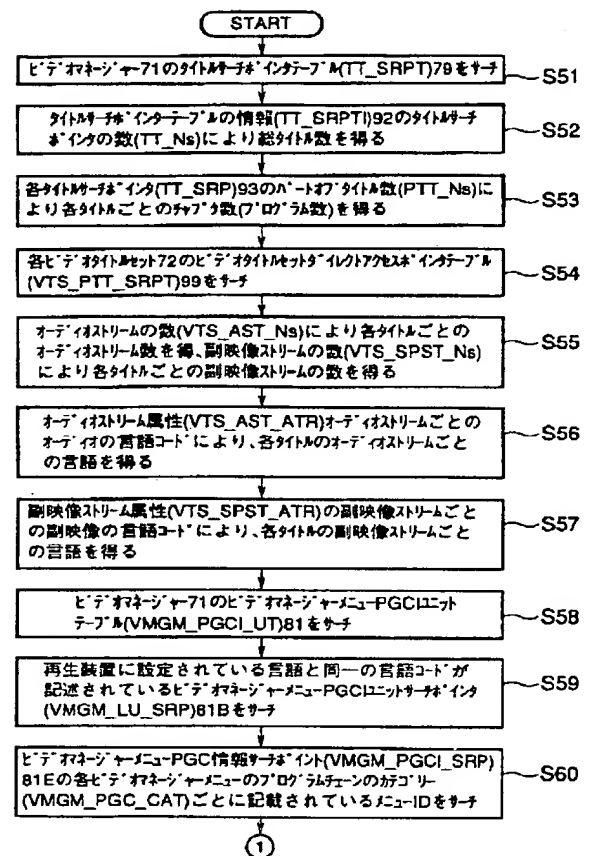 START
ビデオマネージャー71のタイトルサーチポインタテーブル(TT_SRPT)79をサーチ
S51
タイトルサーチポインターテーブルの情報(TT_SRPTI)92のタイトルサーチ
ポインタの数(TT_Ns)により総タイトル数を得る
S52
各タイトルサーチポインタ(TT_SRP)93のパートオブタイトル数(PTT_Ns)に
より各タイトルごとのチャプタ数(プログラム数)を得る
S53
各ビデオタイトルセット72のビデオタイトルセットダイレクトアクセスポインタテーブル
(VTS_PTT_SRPT)99をサーチ
S54
オーディオストリームの数(VTS_AST_Ns)により各タイトルごとの
オーディオストリーム数を得、副映像ストリームの数(VTS_SPST_Ns)
により各タイトルごとの副映像ストリームの数を得る
S55
オーディオストリーム属性(VTS_AST_ATR)オーディオストリームごとの
オーディオの言語コードにより、各タイトルのオーディオストリームごと
の言語を得る
S56
副映像ストリーム属性(VTS_SPST_ATR)の副映像ストリームごと
の副映像の言語コードにより、各タイトルの副映像ストリームごと
の言語を得る
S57
ビデオマネージャー71のビデオマネージャーメニューPGCIユニット
テーブル(VMGM_PGCI_UT)81をサーチ
S58
再生装置に設定されている言語と同一の言語コードが
記述されているビデオマネージャーメニューPGCIユニットサーチポインタ
(VMGM_LU_SRP)81Bをサーチ
S59
ビデオマネージャーメニューPGC情報サーチポイント(VMGM_PGCI_SRP)
81Eの各ビデオマネージャーメニューのプログラムチェーンのカテゴリー
(VMGM_PGC_CAT)ごとに記載されているメニューIDをサーチ
S60
1